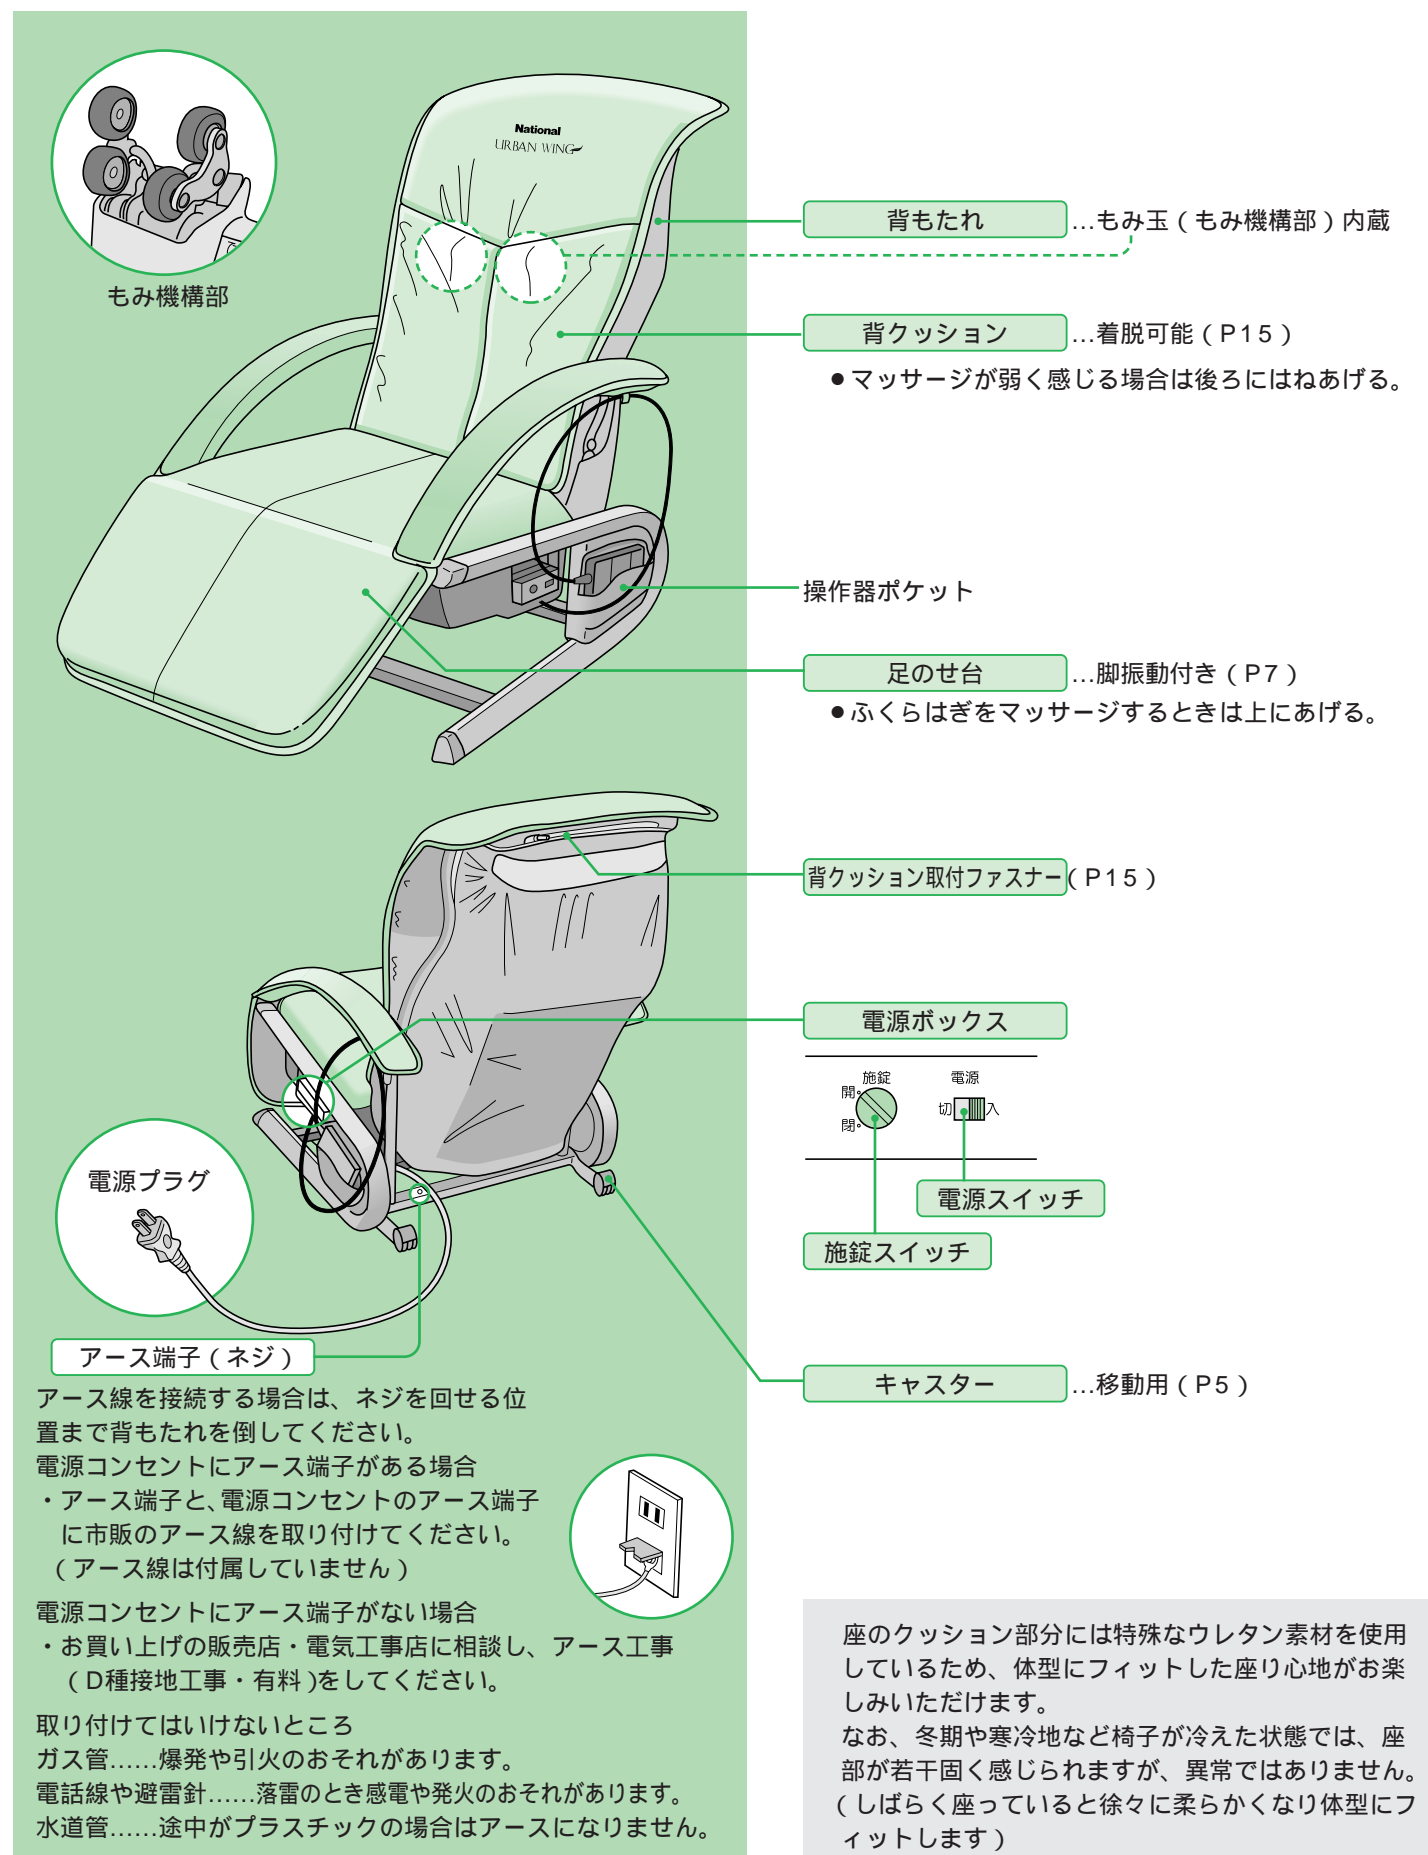 National
URBAN WING
もみ機構部
背もたれ …もみ玉（もみ機構部）内蔵
背クッション …着脱可能（P15）
●マッサージが弱く感じる場合は後ろにはねあげる。
操作器ポケット
足のせ台 …脚振動付き（P7）
●ふくらはぎをマッサージするときは上にあげる。
背クッション取付ファスナー（P15）
電源ボックス
施錠 電源
開
切 入
閉
電源スイッチ
施錠スイッチ
キャスター …移動用（P5）
電源プラグ
アース端子（ネジ）
アース線を接続する場合は、ネジを回せる位
置まで背もたれを倒してください。
電源コンセントにアース端子がある場合
・アース端子と、電源コンセントのアース端子
に市販のアース線を取り付けてください。
（アース線は付属していません）
電源コンセントにアース端子がない場合
・お買い上げの販売店・電気工事店に相談し、アース工事
（D種接地工事・有料）をしてください。
取り付けてはいけないところ
ガス管……爆発や引火のおそれがあります。
電話線や避雷針……落雷のとき感電や発火のおそれがあります。
水道管……途中がプラスチックの場合はアースになりません。
座のクッション部分には特殊なウレタン素材を使用
しているため、体型にフィットした座り心地がお楽
しみいただけます。
なお、冬期や寒冷地など椅子が冷えた状態では、座
部が若干固く感じられますが、異常ではありません。
（しばらく座っていると徐々に柔らかくなり体型にフ
ィットします）